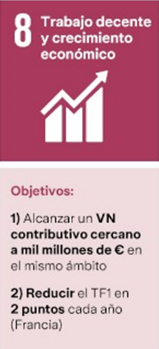 8 Trabajo decente
y crecimiento
económico
Objetivos:
1) Alcanzar un VN
contributivo cercano
a mil millones de € en
el mismo ámbito
2) Reducir el TF1 en
2 puntos cada año
(Francia)